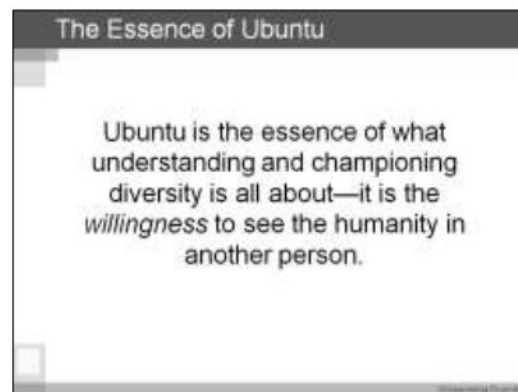 The Essence of Ubuntu
Ubuntu is the essence of what
understanding and championing
diversity is all about—it is the
willingness to see the humanity in
another person.